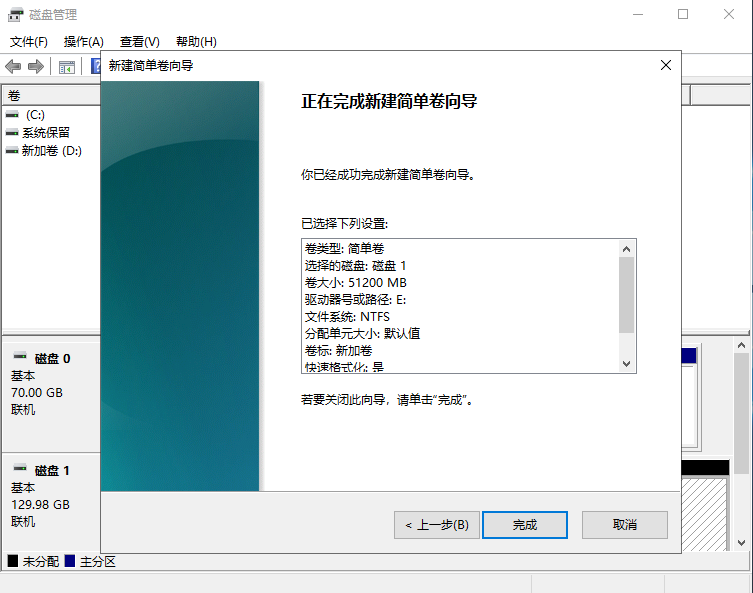 磁盘管理
文件(F) 操作(A) 查看(V) 帮助(H)
新建简单卷向导
卷
(C:)
系统保留
新加卷 (D:)
正在完成新建简单卷向导
你已经成功完成新建简单卷向导。
已选择下列设置:
卷类型: 简单卷
选择的磁盘: 磁盘 1
卷大小: 51200 MB
驱动器号或路径: E:
文件系统: NTFS
分配单元大小: 默认值
卷标: 新加卷
快速格式化: 是
若要关闭此向导，请单击“完成”。
磁盘 0
基本
70.00 GB
联机
磁盘 1
基本
129.98 GB
联机
< 上一步(B) 完成 取消
未分配 主分区